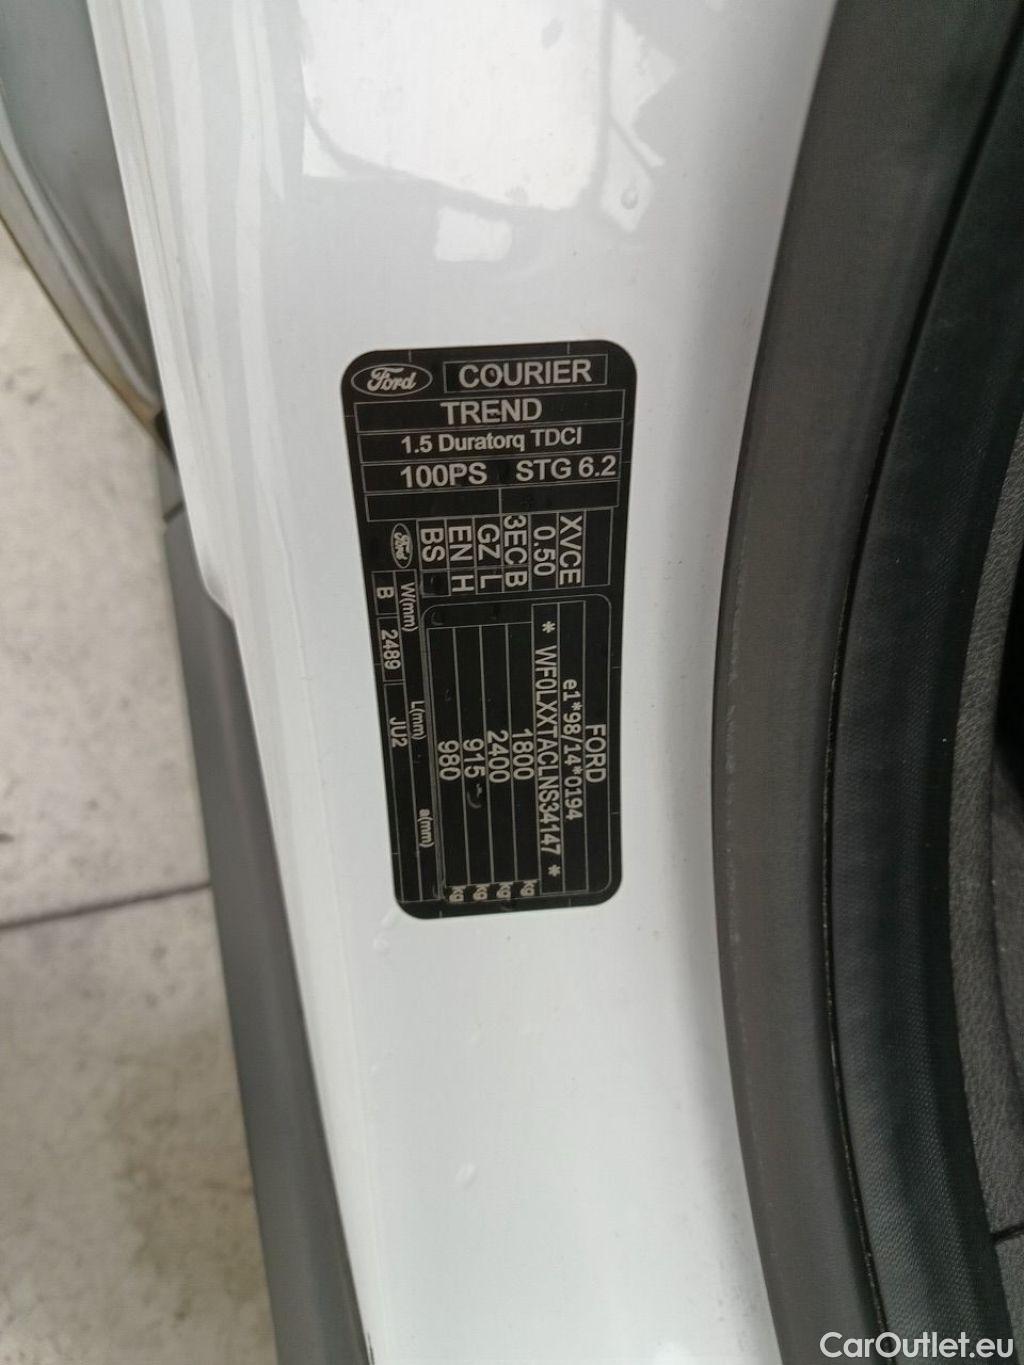 Ford COURIER
TREND
1.5 Duratorq TDCI
100PS STG 6.2
FORD
e1*98/14*0194
* WF0LXXTACLNS34147 *
1800 kg
2400 kg
915 kg
980 kg
XVCE
0.50
3EC B
GZ L
EN H
BS
Ford
W(mm) L(mm) a(mm)
B 2489 JU2
CarOutlet.eu